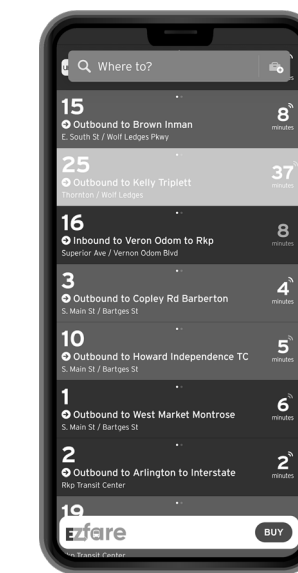 Where to?
15
Outbound to Brown Inman
E. South St / Wolf Ledges Pkwy
8
minutes
25
Outbound to Kelly Triplett
Thornton / Wolf Ledges
37
minutes
16
Inbound to Veron Odom to Rkp
Superior Ave / Vernon Odom Blvd
8
minutes
3
Outbound to Copley Rd Barberton
S. Main St / Bartges St
4
minutes
10
Outbound to Howard Independence TC
S. Main St / Bartges St
5
minutes
1
Outbound to West Market Montrose
S. Main St / Bartges St
6
minutes
2
Outbound to Arlington to Interstate
Rkp Transit Center
2
minutes
19
Ezfare
BUY
Transit Center